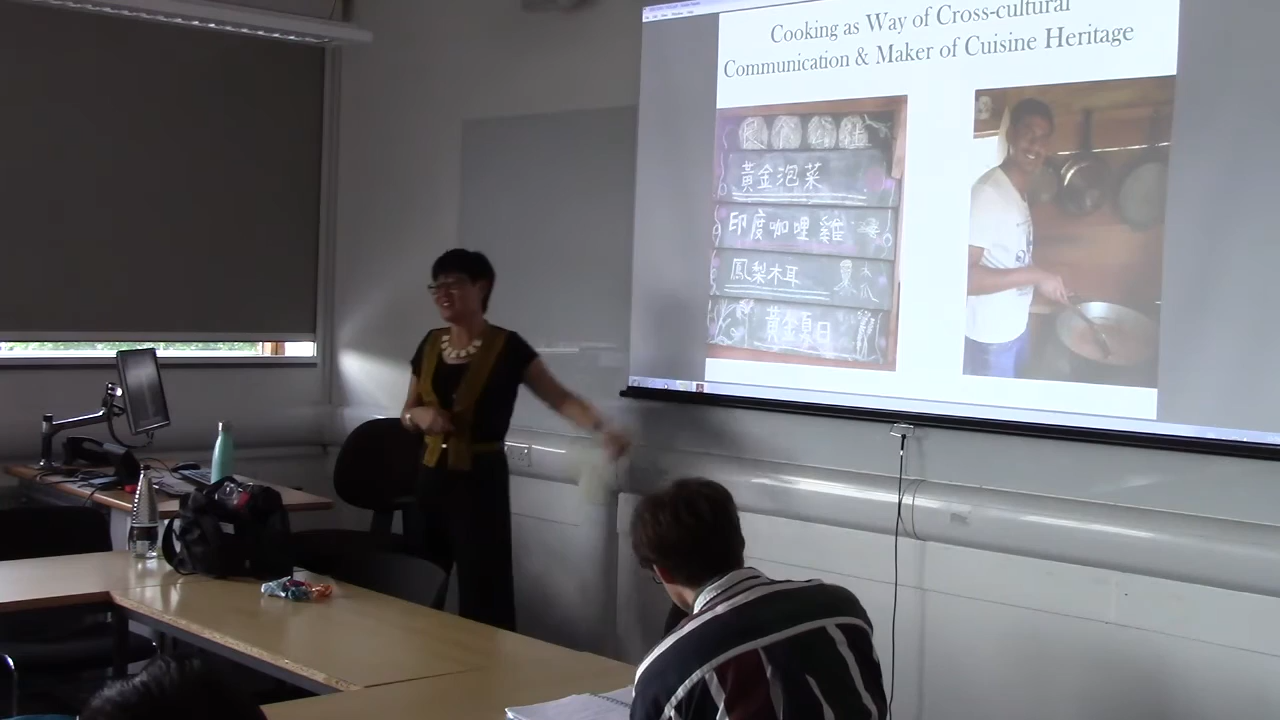 Cooking as Way of Cross-cultural
Communication & Maker of Cuisine Heritage
黃金泡菜
印度咖哩雞
鳳梨木耳
黃金夏日